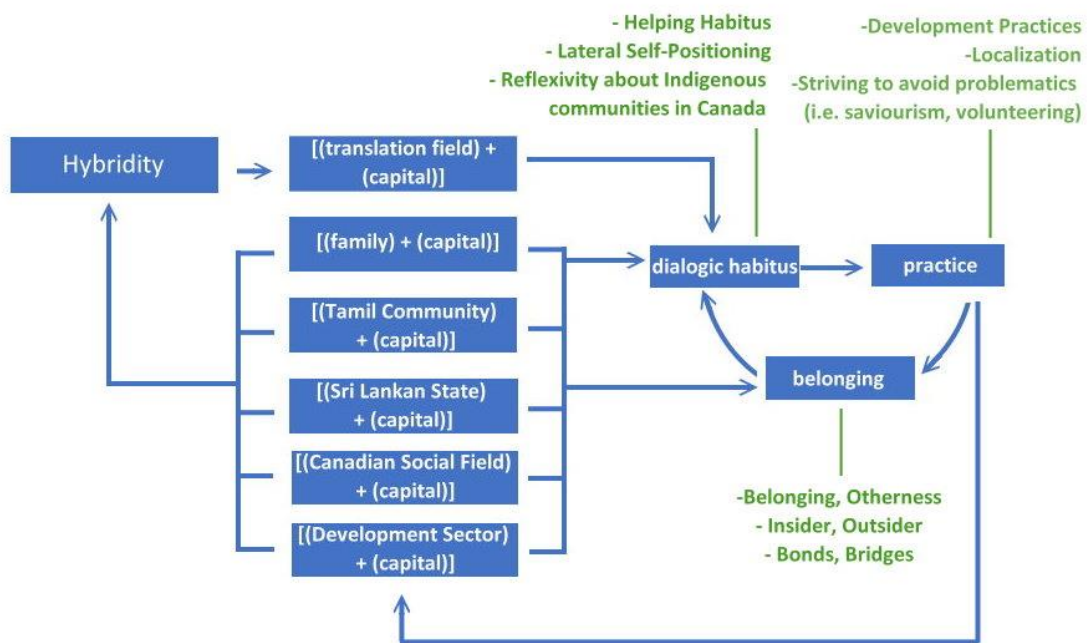 - Helping Habitus
- Lateral Self-Positioning
- Reflexivity about Indigenous
communities in Canada
-Development Practices
-Localization
-Striving to avoid problematics
(i.e. saviourism, volunteering)
Hybridity
[(translation field) +
(capital)]
[(family) + (capital)]
[(Tamil Community)
+ (capital)]
[(Sri Lankan State)
+ (capital)]
[(Canadian Social Field)
+ (capital)]
[(Development Sector)
+ (capital)]
dialogic habitus
practice
belonging
-Belonging, Otherness
- Insider, Outsider
- Bonds, Bridges